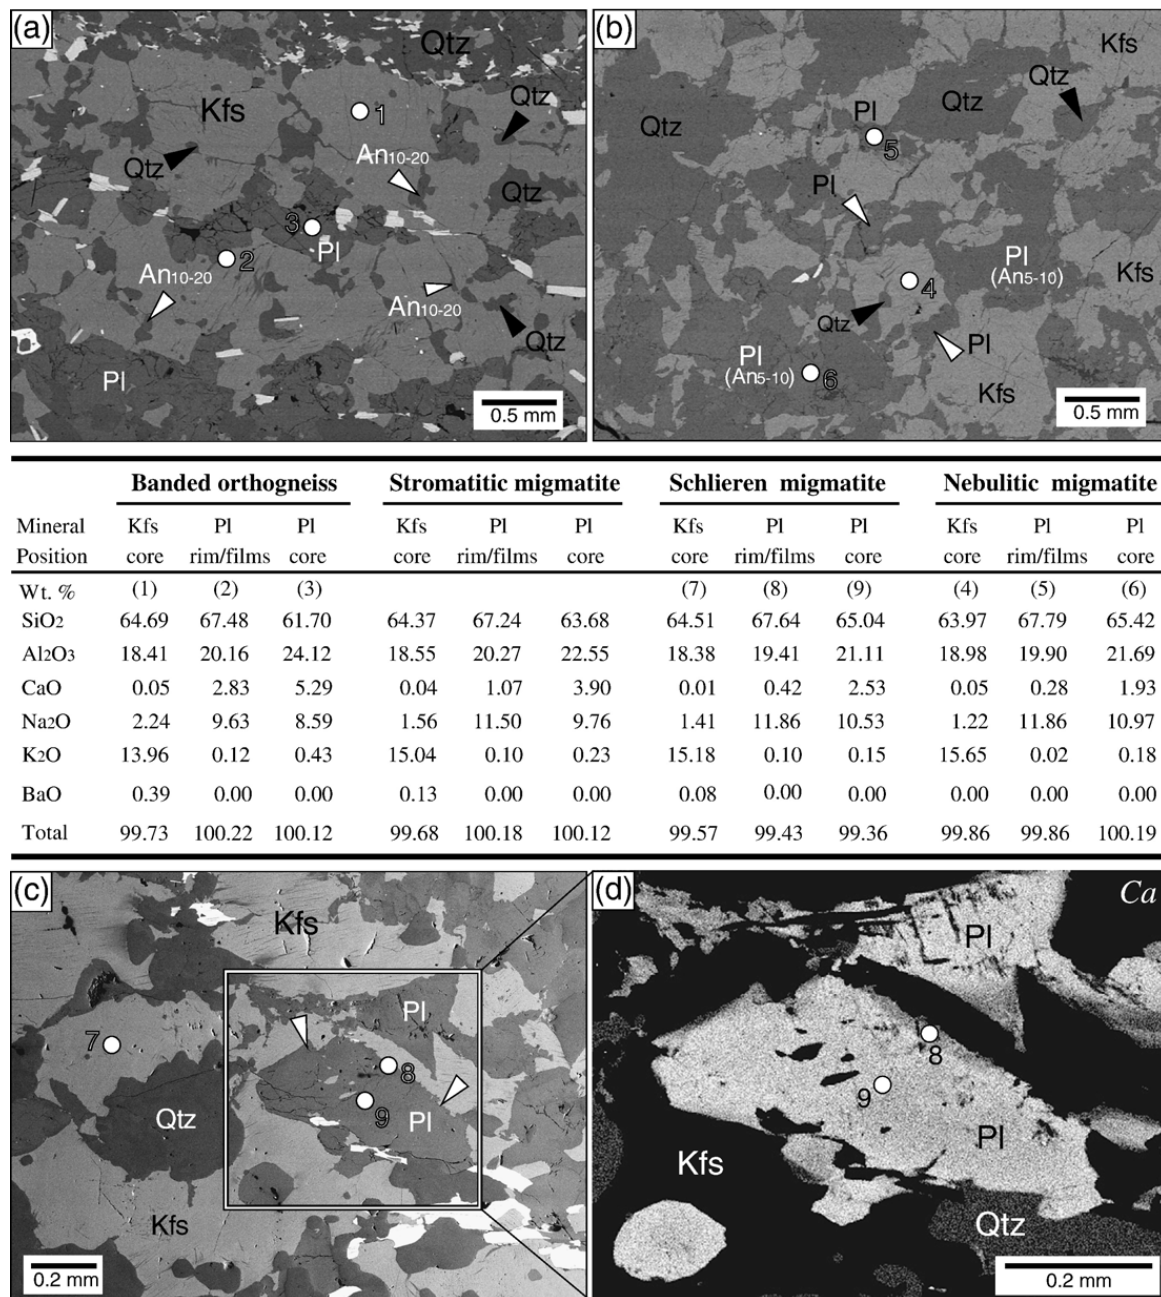 (a)
Qtz
Kfs
1
Qtz
Qtz
An10-20
Qtz
3
Pl
2
An10-20
An10-20
Qtz
Pl
0.5 mm
(b)
Kfs
Qtz
Qtz
Pl
Qtz
5
Pl
Pl
(An5-10)
Kfs
4
Qtz
Pl
Pl
(An5-10)
6
Kfs
0.5 mm
Banded orthogneiss Stromatitic migmatite Schlieren migmatite Nebulitic migmatite
Mineral Kfs Pl Pl Kfs Pl Pl Kfs Pl Pl Kfs Pl Pl
Position core rim/films core core rim/films core core rim/films core core rim/films core
Wt. % (1) (2) (3) (7) (8) (9) (4) (5) (6)
SiO2 64.69 67.48 61.70 64.37 67.24 63.68 64.51 67.64 65.04 63.97 67.79 65.42
Al2O3 18.41 20.16 24.12 18.55 20.27 22.55 18.38 19.41 21.11 18.98 19.90 21.69
CaO 0.05 2.83 5.29 0.04 1.07 3.90 0.01 0.42 2.53 0.05 0.28 1.93
Na2O 2.24 9.63 8.59 1.56 11.50 9.76 1.41 11.86 10.53 1.22 11.86 10.97
K2O 13.96 0.12 0.43 15.04 0.10 0.23 15.18 0.10 0.15 15.65 0.02 0.18
BaO 0.39 0.00 0.00 0.13 0.00 0.00 0.08 0.00 0.00 0.00 0.00 0.00
Total 99.73 100.22 100.12 99.68 100.18 100.12 99.57 99.43 99.36 99.86 99.86 100.19
(c)
Kfs
Pl
7
8
9
Pl
Qtz
Kfs
0.2 mm
(d)
Ca
Pl
8
9
Pl
Kfs
Qtz
0.2 mm